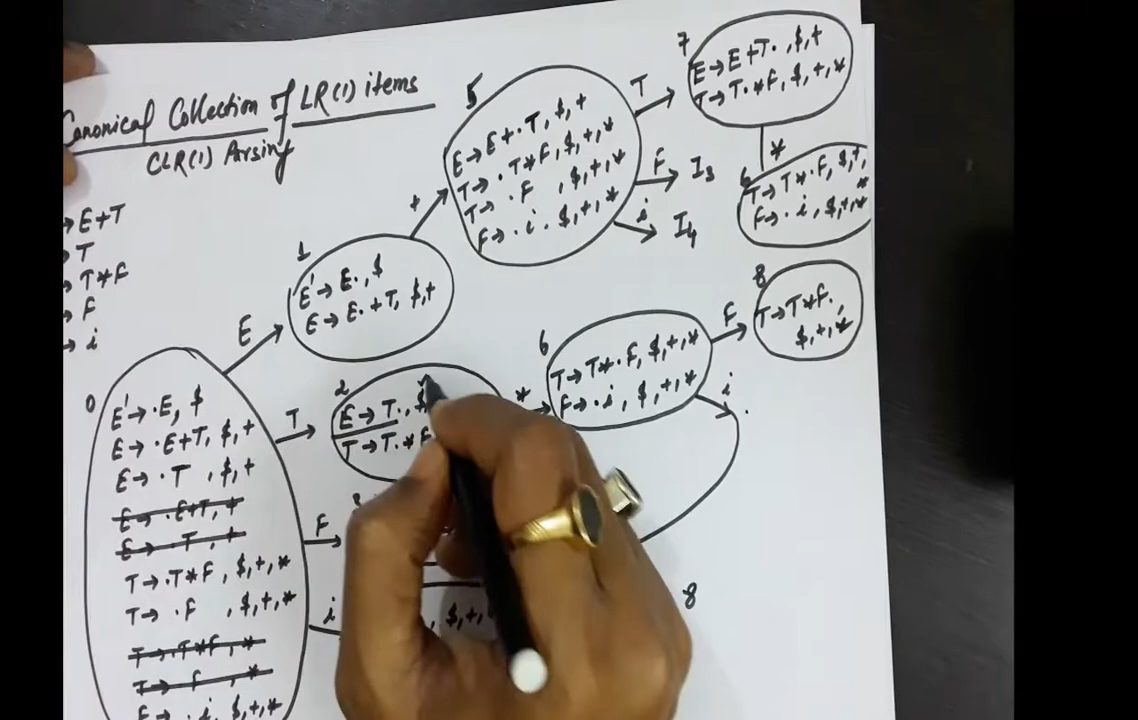 Canonical Collection of LR(1) items
CLR(1) Parsing
→ E+T
→ T
→ T*F
→ F
→ i
0
E'→ .E, $
E→ .E+T, $,+
E→ .T , $,+
E→ .E+T, +
E→ .T, +
T→ .T*F, $,+,*
T→ .F , $,+,*
T→ .T*F, *
T→ .F, *
F→ .i, $,+,*
E
1
E'→ E., $
E→ E.+T, $,+
+
5
E→E+.T, $,+
T→ .T*F, $,+,*
T→ .F , $,+,*
F→ .i, $,+,*
T
7
E→E+T., $,+
T→T.*F, $,+,*
*
6
T→T*.F, $,+,*
F→ .i, $,+,*
F
I3
i
I4
T
2
E→T., $
T→T.*F
*
6
T→T*.F, $,+,*
F→ .i, $,+,*
F
8
T→T*F.,
$,+,*
i
F
3
i
, $,+,
8